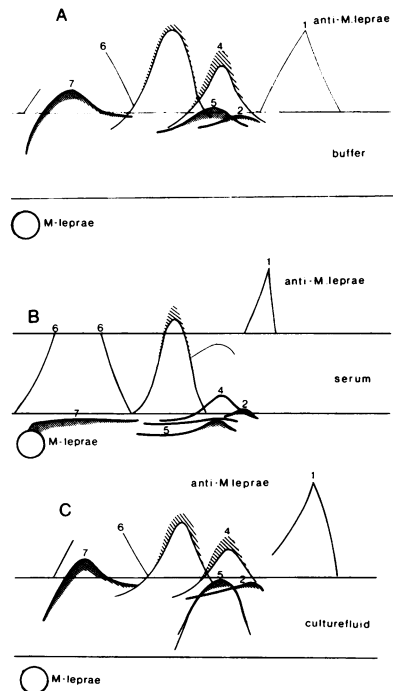 A
anti-M.leprae
1
6
4
7
5
2
buffer
M-leprae
1
anti-M.leprae
B
6
6
serum
4
2
7
5
M-leprae
anti-M leprae
1
C
6
4
7
5
2
culturefluid
M-leprae